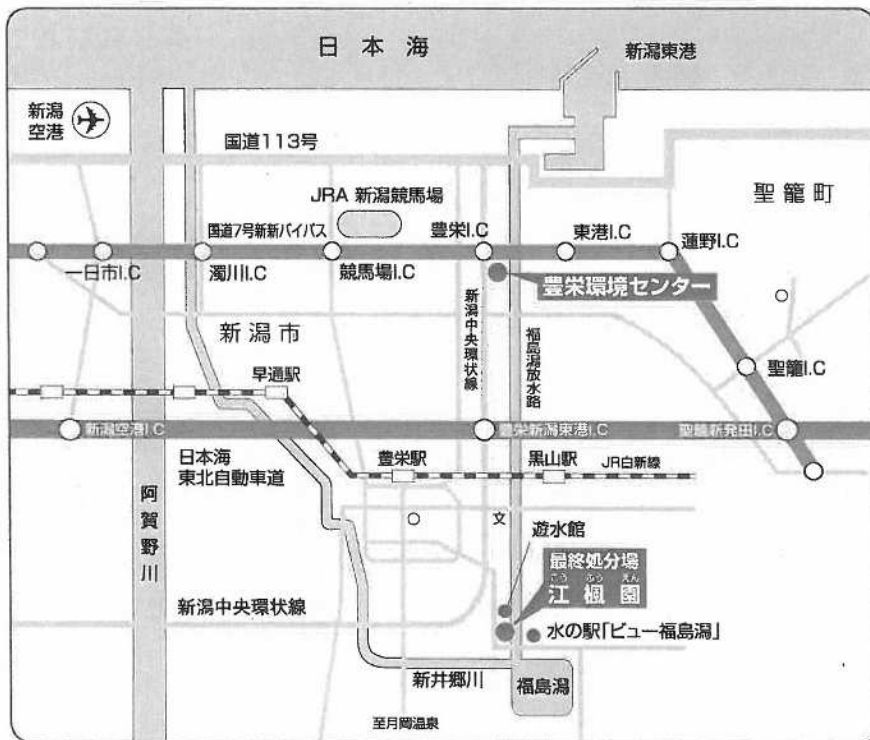 日本海
新潟東港
新潟
空港
国道113号
聖籠町
JRA 新潟競馬場
国道7号新新バイパス
豊栄I.C
東港I.C
蓮野I.C
一日市I.C
濁川I.C
競馬場I.C
豊栄環境センター
新潟市
新潟中央環状線
福島潟放水路
早通駅
聖籠I.C
新潟空港I.C
豊栄新潟東港I.C
聖籠新発田I.C
日本海
東北自動車道
豊栄駅
黒山駅
JR白新線
阿賀野川
文
遊水館
最終処分場
こう ふう えん
江楓園
新潟中央環状線
水の駅「ビュー福島潟」
新井郷川
福島潟
至月岡温泉